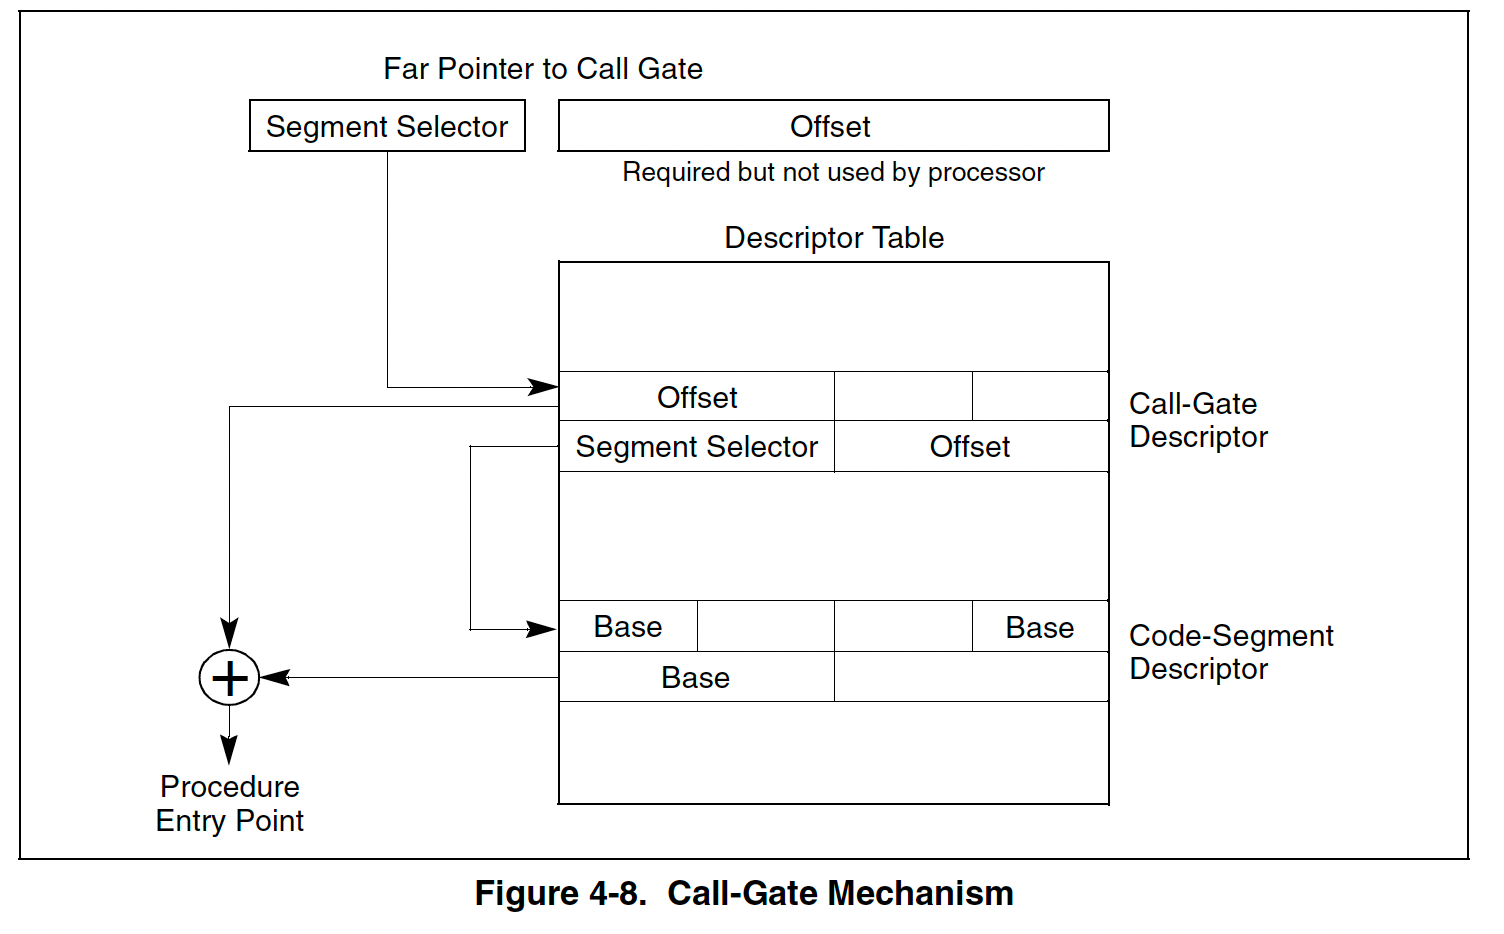 Far Pointer to Call Gate
Segment Selector
Offset
Required but not used by processor
Descriptor Table
Offset
Call-Gate
Descriptor
Segment Selector
Offset
Base
Base
Code-Segment
Descriptor
Base
+
Procedure
Entry Point
Figure 4-8.  Call-Gate Mechanism